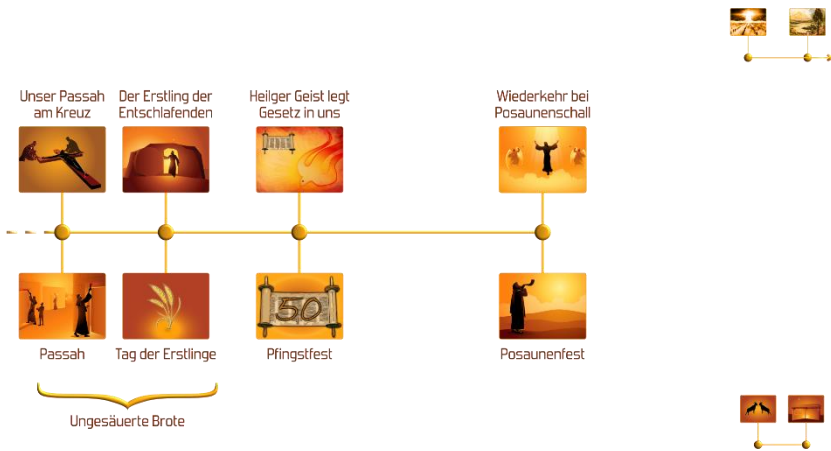 Unser Passah
am Kreuz
Der Erstling der
Entschlafenden
Heilger Geist legt
Gesetz in uns
Wiederkehr bei
Posaunenschall
50
Passah
Tag der Erstlinge
Pfingstfest
Posaunenfest
Ungesäuerte Brote